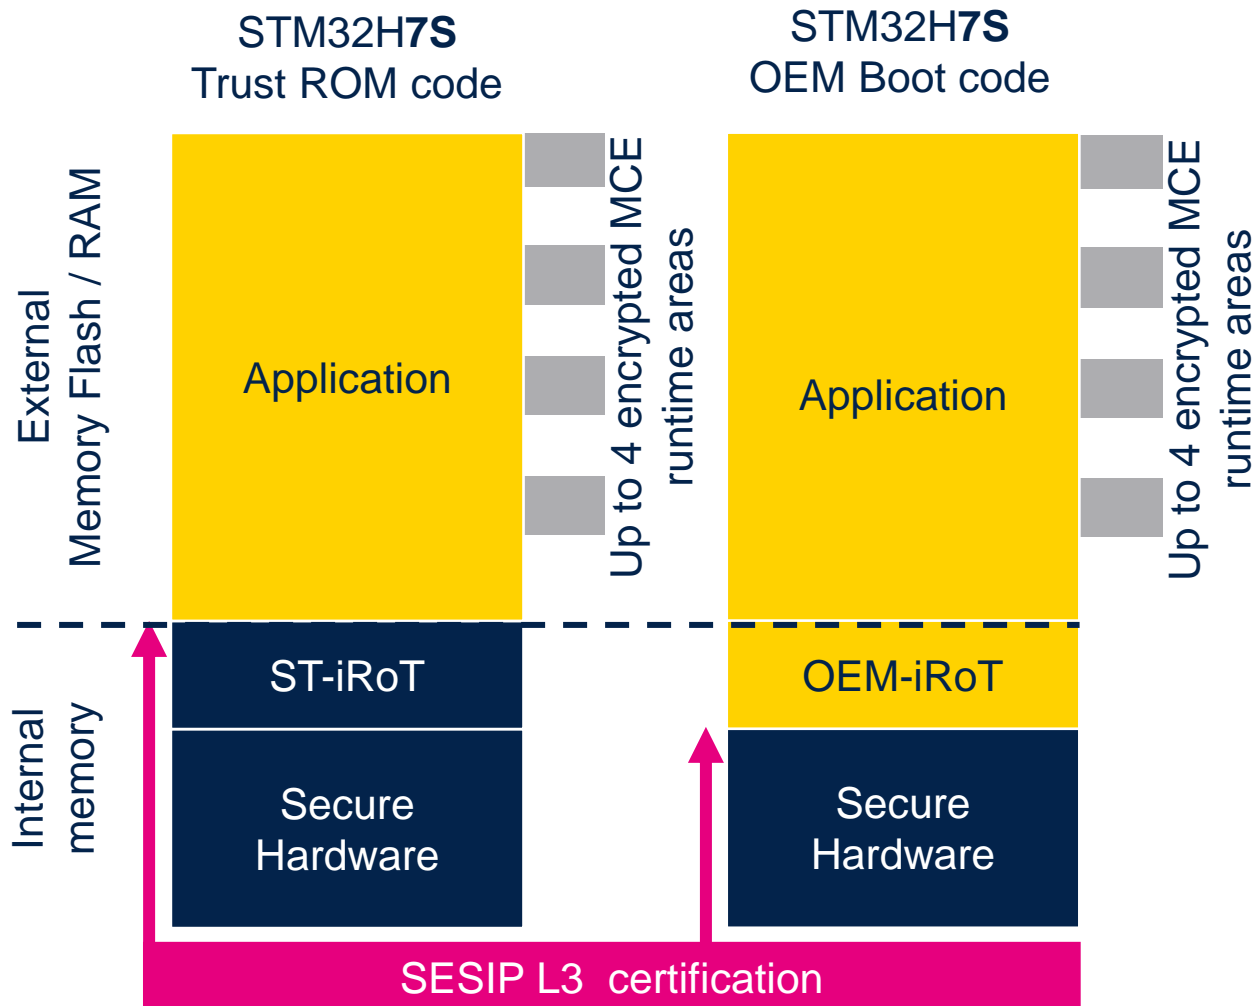 STM32H7S
Trust ROM code
STM32H7S
OEM Boot code
External
Memory Flash / RAM
Application
Up to 4 encrypted MCE
runtime areas
Application
Up to 4 encrypted MCE
runtime areas
Internal
memory
ST-iRoT
OEM-iRoT
Secure
Hardware
Secure
Hardware
SESIP L3 certification